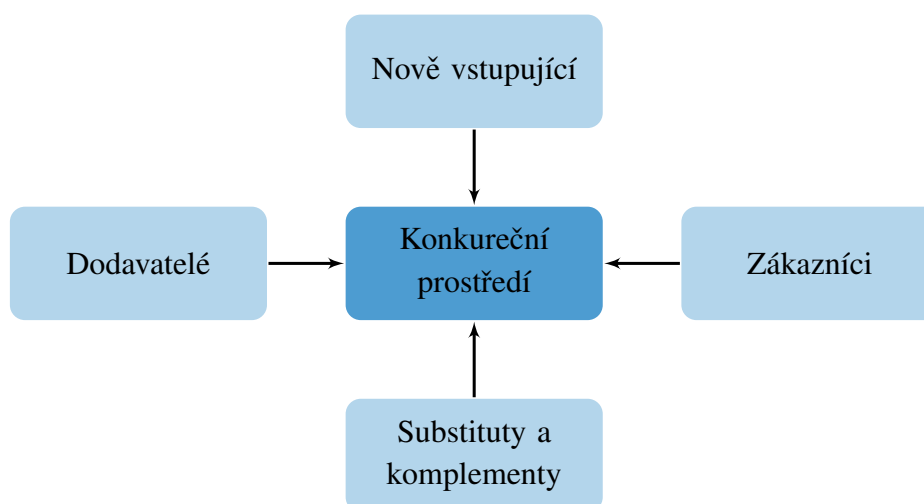 Nově vstupující
Dodavatelé
Konkureční
prostředí
Zákazníci
Substituty a
komplementy